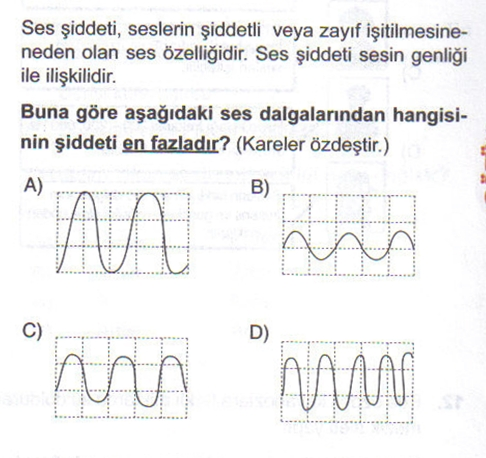 Ses şiddeti, seslerin şiddetli veya zayıf işitilmesine-
neden olan ses özelliğidir. Ses şiddeti sesin genliği
ile ilişkilidir.
Buna göre aşağıdaki ses dalgalarından hangisi-
nin şiddeti en fazladır? (Kareler özdeştir.)
A)
B)
C)
D)
12.